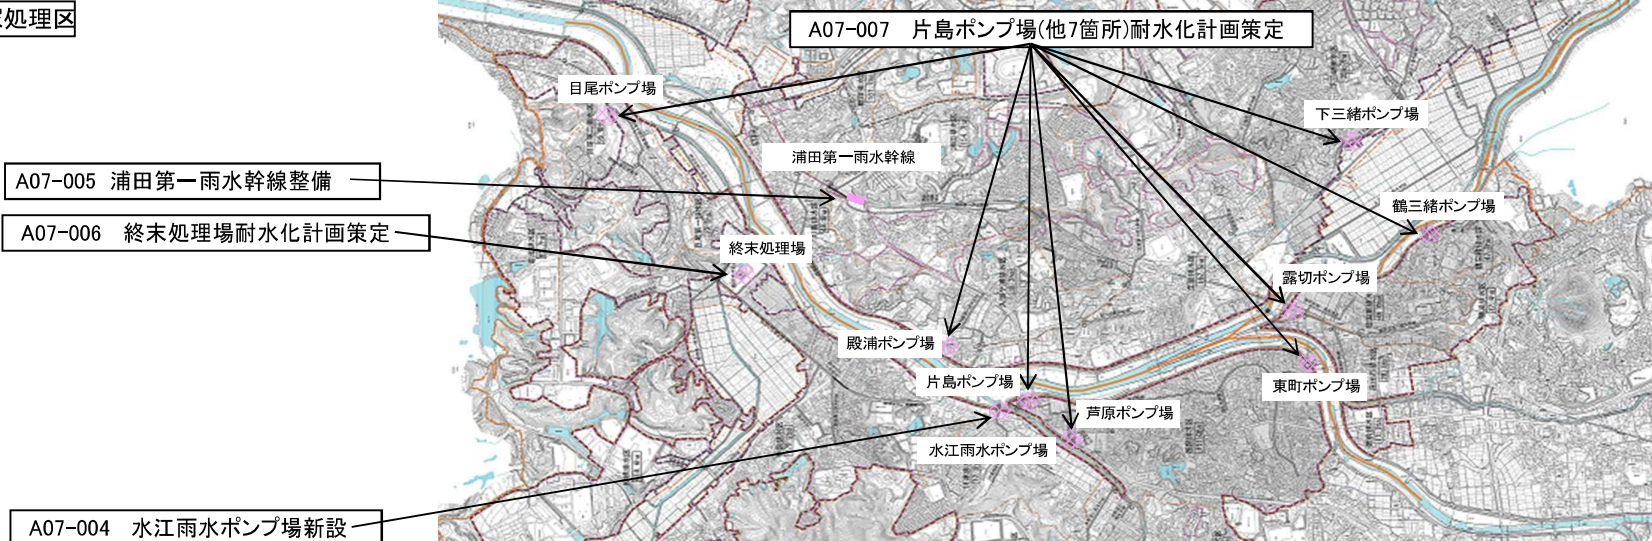 処理区
A07-007 片島ポンプ場(他7箇所)耐水化計画策定
目尾ポンプ場
下三緒ポンプ場
浦田第一雨水幹線
A07-005 浦田第一雨水幹線整備
鶴三緒ポンプ場
A07-006 終末処理場耐水化計画策定
終末処理場
露切ポンプ場
殿浦ポンプ場
片島ポンプ場
東町ポンプ場
芦原ポンプ場
水江雨水ポンプ場
A07-004 水江雨水ポンプ場新設